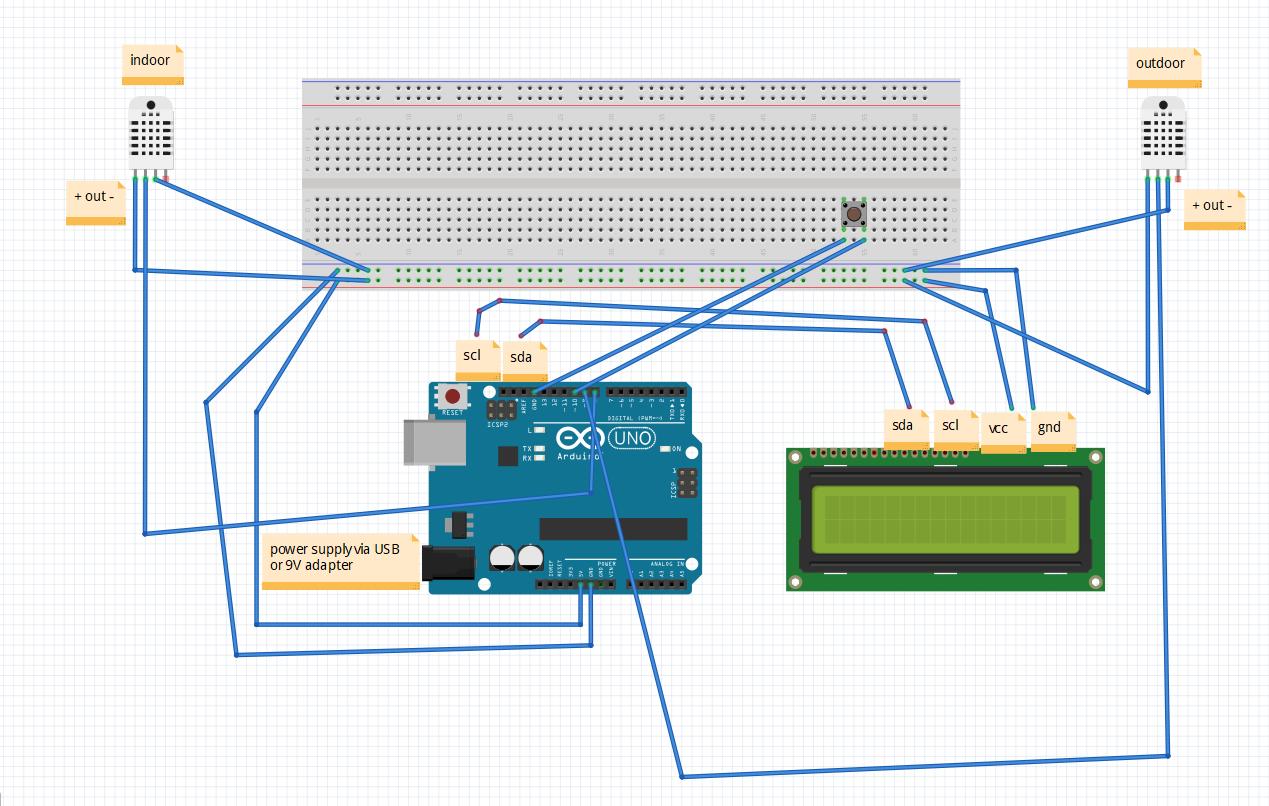 indoor
outdoor
+ out -
+ out -
scl
sda
sda
scl
vcc
gnd
RESET
ICSP2
AREF
GND
13
12
~11
~10
~9
7
~6
~5
4
~3
2
TX▸1
RX◂0
DIGITAL (PWM=~)
L
TX
RX
UNO
Arduino
ON
1
ICSP
power supply via USB
or 9V adapter
POWER
ANALOG IN
IOREF
RESET
3V3
5V
GND
GND
VIN
A1
A2
A3
A4
A5